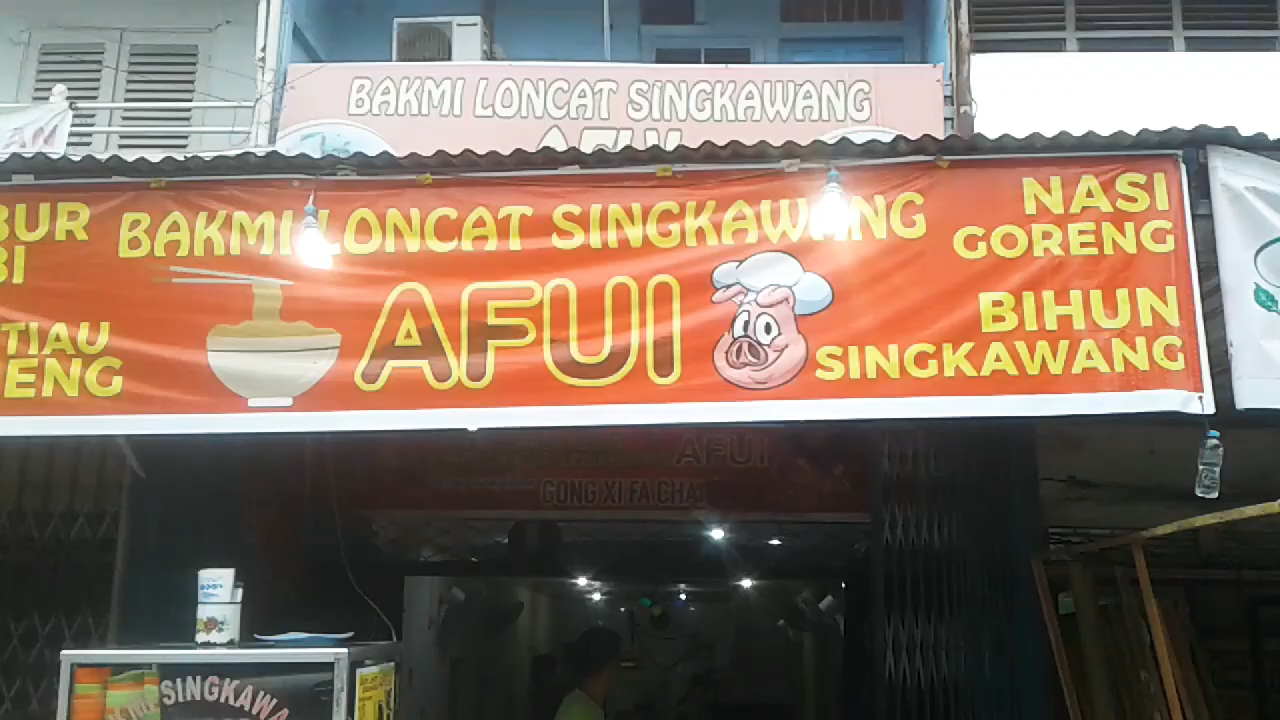 BAKMI LONCAT SINGKAWANG
AFUI
BUR
BI
TIAU
ENG
BAKMI LONCAT SINGKAWANG
AFUI
NASI
GORENG
BIHUN
SINGKAWANG
AFUI
GONG XI FA CHA
SINGKAWA